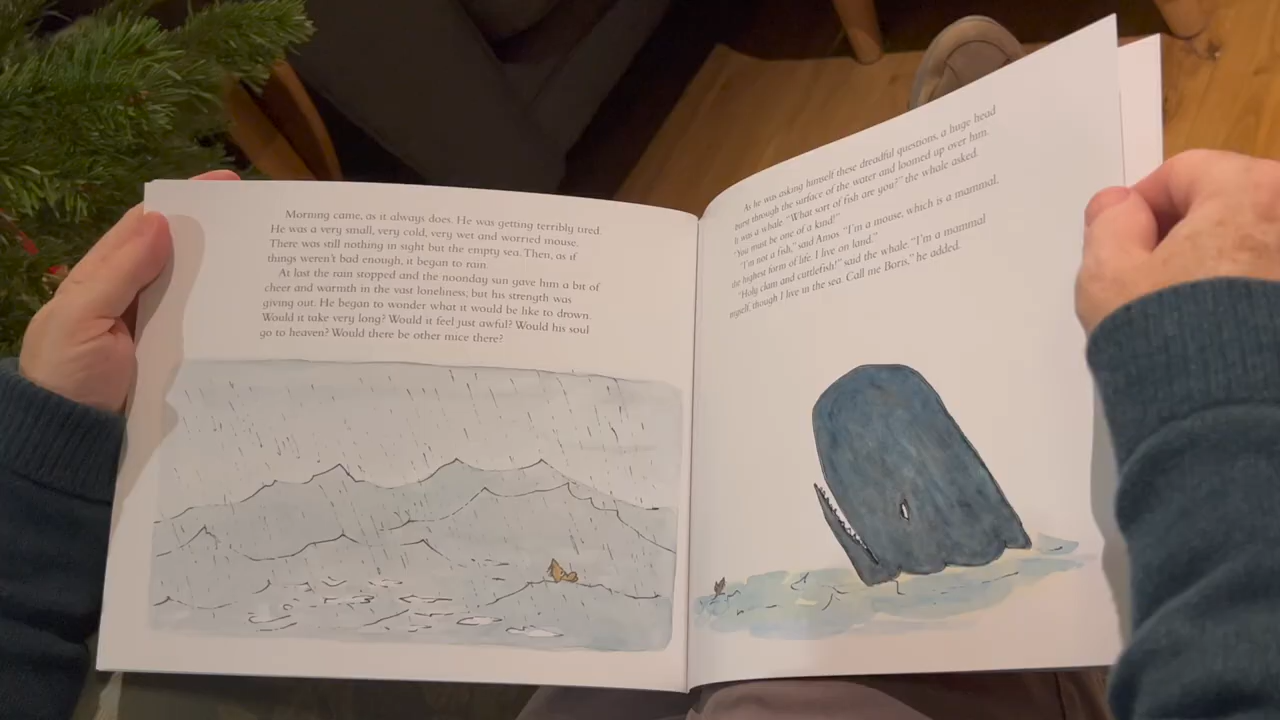 Morning came, as it always does. He was getting terribly tired.
He was a very small, very cold, very wet and worried mouse.
There was still nothing in sight but the empty sea. Then, as if
things weren't bad enough, it began to rain.
At last the rain stopped and the noonday sun gave him a bit of
cheer and warmth in the vast loneliness; but his strength was
giving out. He began to wonder what it would be like to drown.
Would it take very long? Would it feel just awful? Would his soul
go to heaven? Would there be other mice there?
As he was asking himself these dreadful questions, a huge head
burst through the surface of the water and loomed up over him.
It was a whale. "What sort of fish are you?" the whale asked.
"You must be one of a kind!"
"I'm not a fish," said Amos. "I'm a mouse, which is a mammal,
the highest form of life. I live on land."
"Holy clam and cuttlefish!" said the whale. "I'm a mammal
myself, though I live in the sea. Call me Boris," he added.